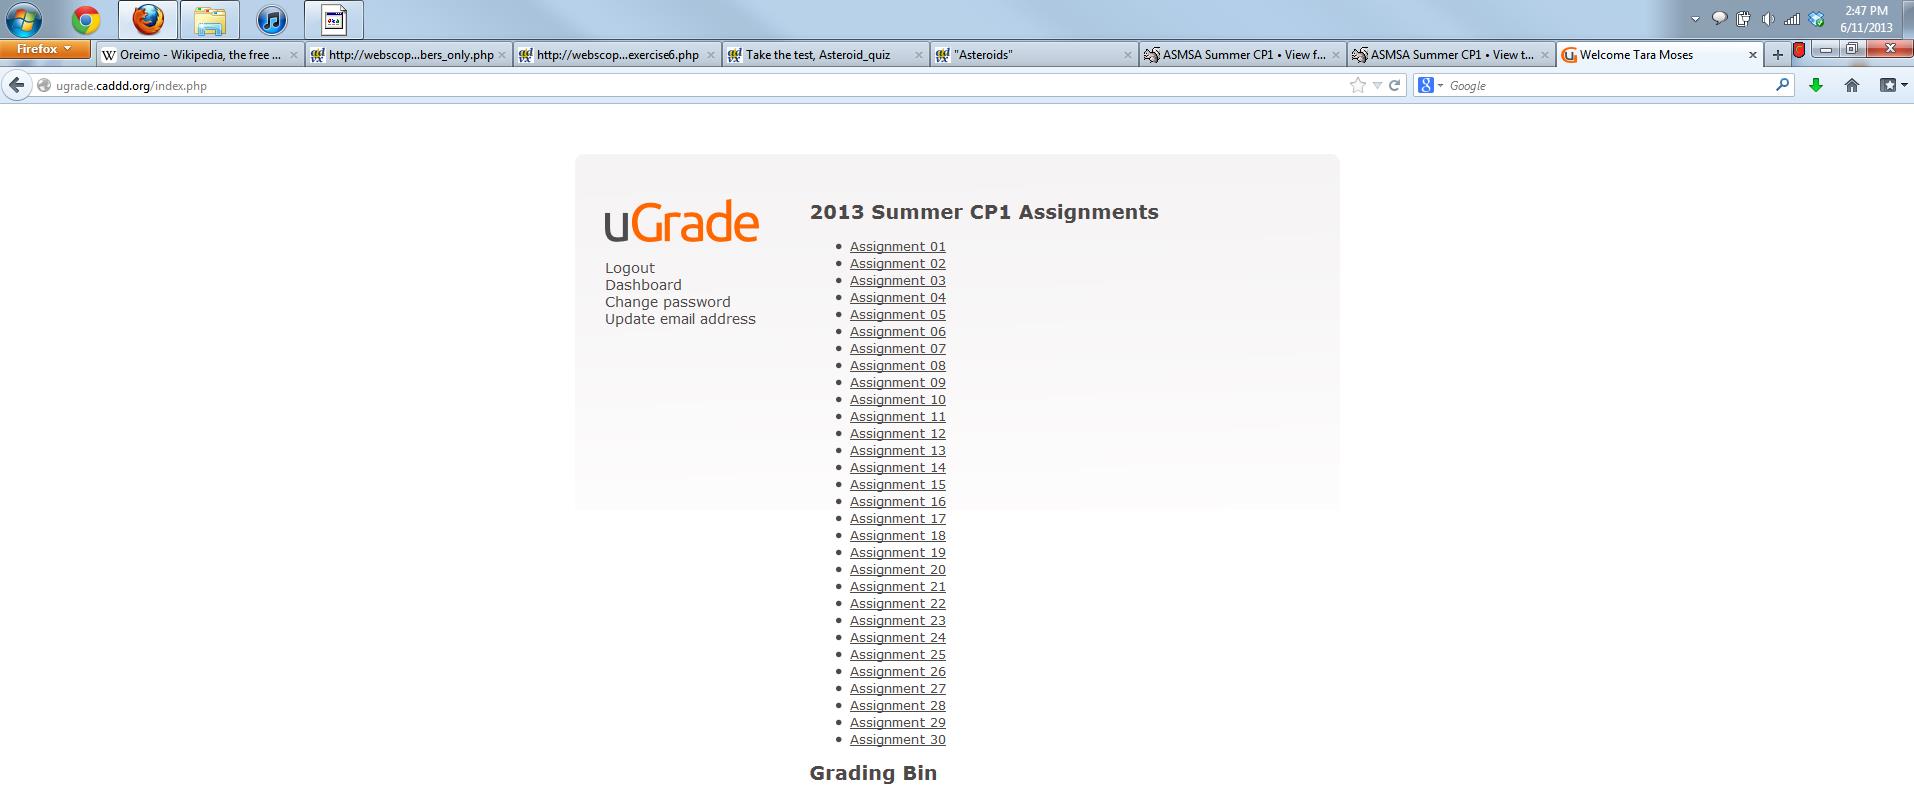 2:47 PM
6/11/2013
Firefox
Oreimo - Wikipedia, the free ...
http://webscop...bers_only.php
http://webscop...exercise6.php
Take the test, Asteroid_quiz
"Asteroids"
ASMSA Summer CP1 • View f...
ASMSA Summer CP1 • View t...
Welcome Tara Moses
ugrade.caddd.org/index.php
Google
uGrade
Logout
Dashboard
Change password
Update email address
2013 Summer CP1 Assignments
Assignment 01
Assignment 02
Assignment 03
Assignment 04
Assignment 05
Assignment 06
Assignment 07
Assignment 08
Assignment 09
Assignment 10
Assignment 11
Assignment 12
Assignment 13
Assignment 14
Assignment 15
Assignment 16
Assignment 17
Assignment 18
Assignment 19
Assignment 20
Assignment 21
Assignment 22
Assignment 23
Assignment 24
Assignment 25
Assignment 26
Assignment 27
Assignment 28
Assignment 29
Assignment 30
Grading Bin